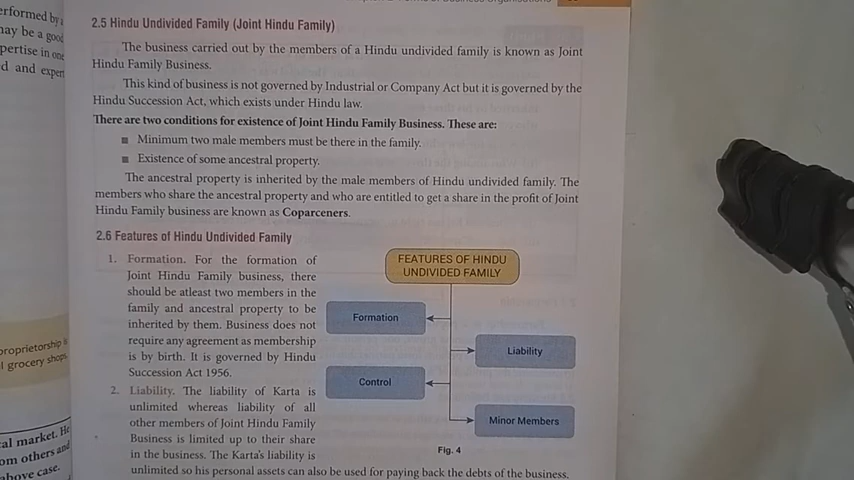 erformed by a
may be a good
pertise in one
d and exper
proprietorship is
l grocery shops.
cal market. He
om others and
above case.
2.5 Hindu Undivided Family (Joint Hindu Family)
The business carried out by the members of a Hindu undivided family is known as Joint
Hindu Family Business.
This kind of business is not governed by Industrial or Company Act but it is governed by the
Hindu Succession Act, which exists under Hindu law.
There are two conditions for existence of Joint Hindu Family Business. These are:
■ Minimum two male members must be there in the family.
■ Existence of some ancestral property.
The ancestral property is inherited by the male members of Hindu undivided family. The
members who share the ancestral property and who are entitled to get a share in the profit of Joint
Hindu Family business are known as Coparceners.
2.6 Features of Hindu Undivided Family
1. Formation. For the formation of
Joint Hindu Family business, there
should be atleast two members in the
family and ancestral property to be
inherited by them. Business does not
require any agreement as membership
is by birth. It is governed by Hindu
Succession Act 1956.
2. Liability. The liability of Karta is
unlimited whereas liability of all
other members of Joint Hindu Family
Business is limited up to their share
in the business. The Karta's liability is
unlimited so his personal assets can also be used for paying back the debts of the business.
FEATURES OF HINDU
UNDIVIDED FAMILY
Formation
Liability
Control
Minor Members
Fig. 4